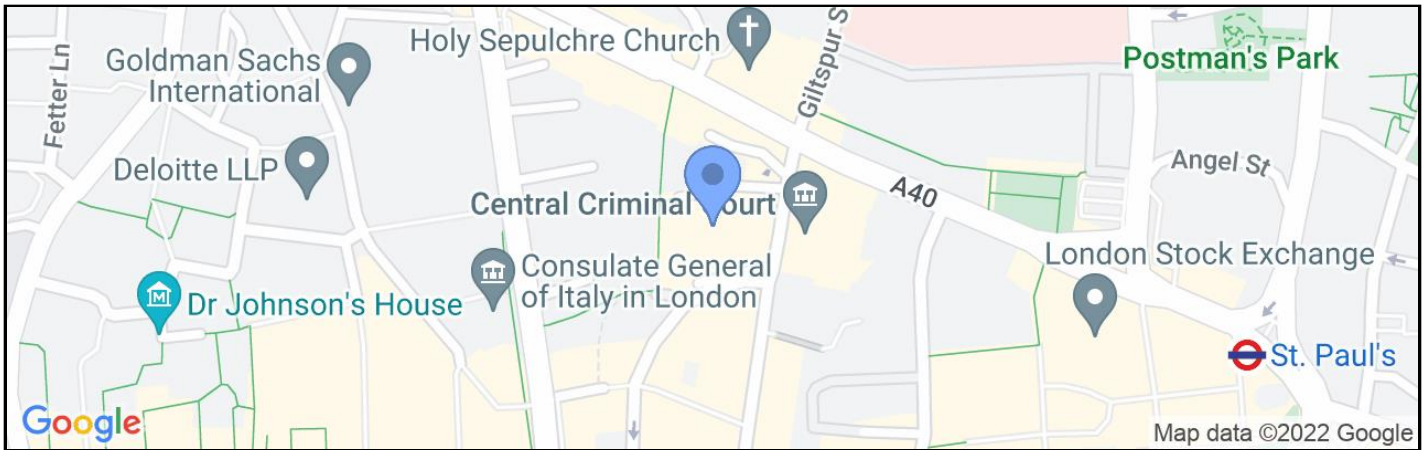 Fetter Ln
Goldman Sachs
International
Holy Sepulchre Church
Giltspur S
Postman's Park
Deloitte LLP
Angel St
Central Criminal Court
A40
London Stock Exchange
Consulate General
of Italy in London
Dr Johnson's House
St. Paul's
Google
Map data ©2022 Google